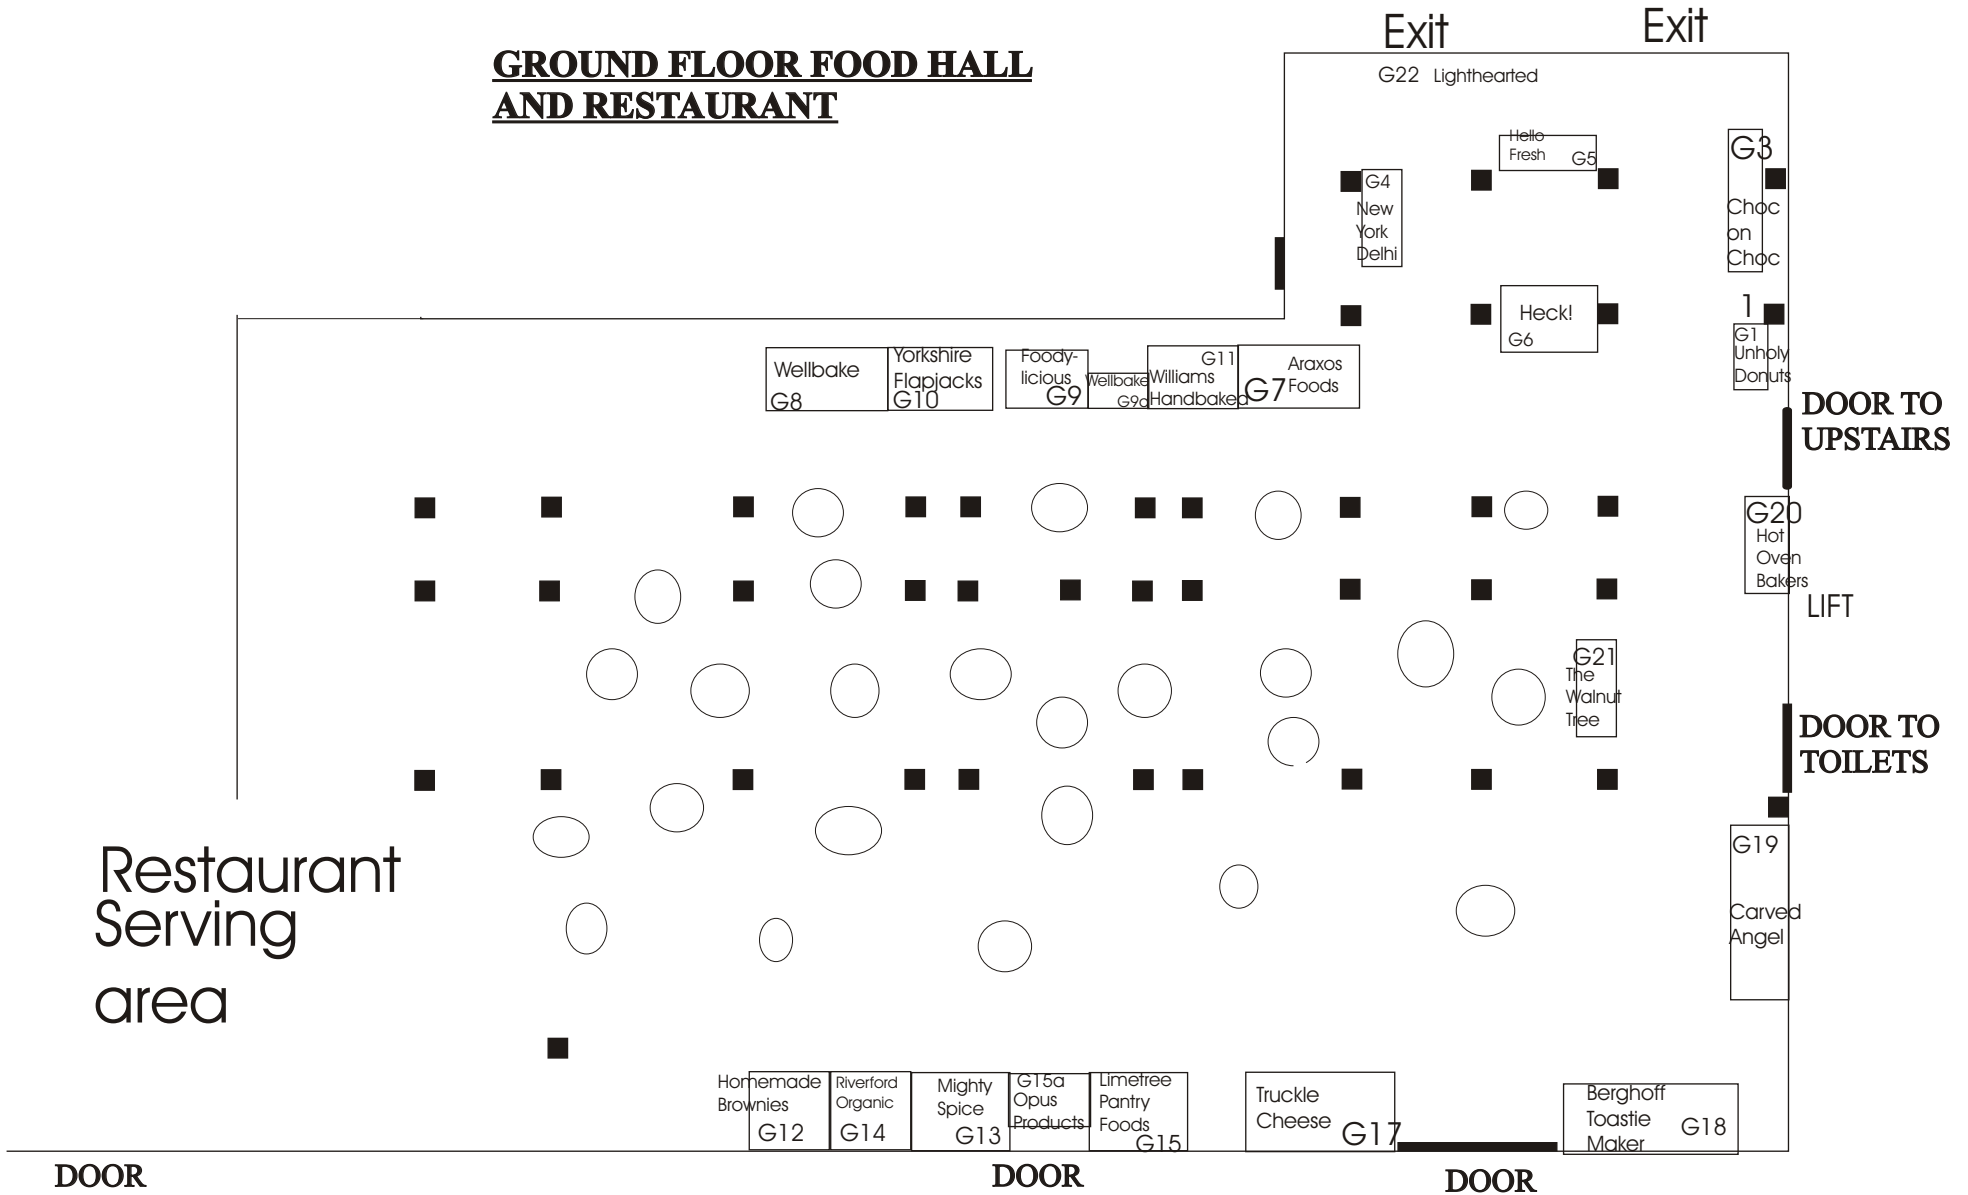 GROUND FLOOR FOOD HALL
AND RESTAURANT
Exit
Exit
G22 Lighthearted
Hello
Fresh G5
G3
Choc
on
Choc
G4
New
York
Delhi
Heck!
G6
1
G1
Unholy
Donuts
Wellbake
G8
Yorkshire
Flapjacks
G10
Foody-
licious
G9
Wellbake
G9a
G11
Williams
Handbaked
G7
Araxos
Foods
DOOR TO
UPSTAIRS
G20
Hot
Oven
Bakers
LIFT
G21
The
Walnut
Tree
DOOR TO
TOILETS
G19
Carved
Angel
Restaurant
Serving
area
Homemade
Brownies
G12
Riverford
Organic
G14
Mighty
Spice
G13
G15a
Opus
Products
Limetree
Pantry
Foods
G15
Truckle
Cheese
G17
Berghoff
Toastie
Maker
G18
DOOR
DOOR
DOOR